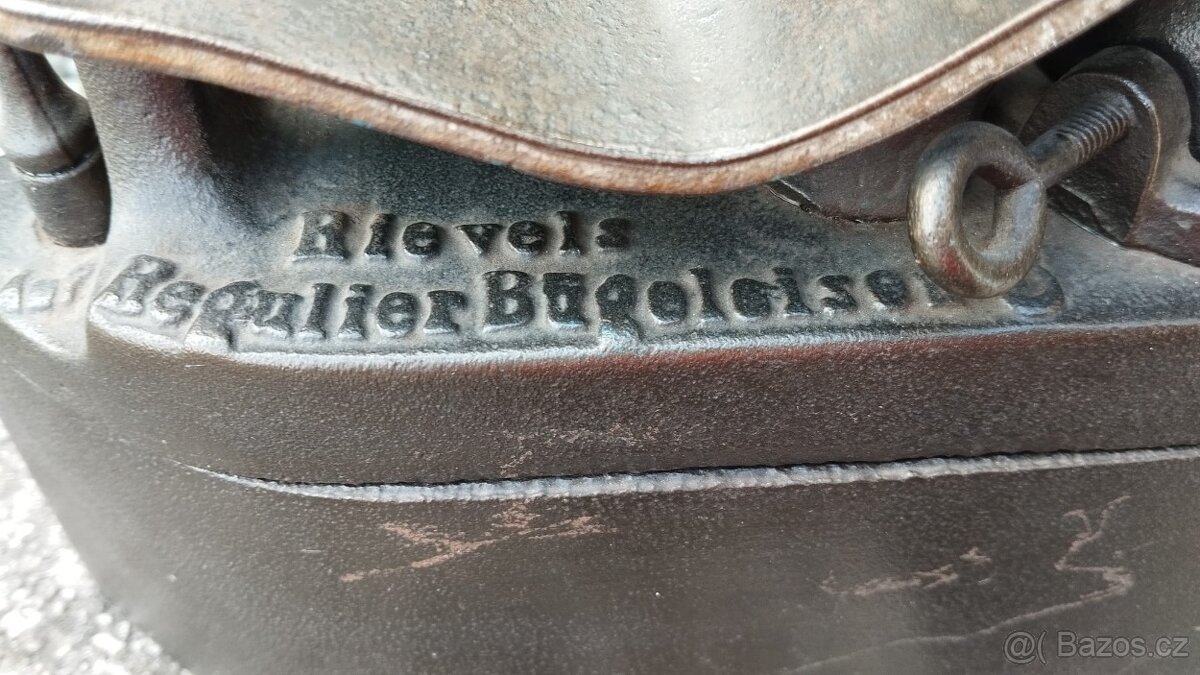 Rievels
Regulier Bügeleisen
@( Bazos.cz